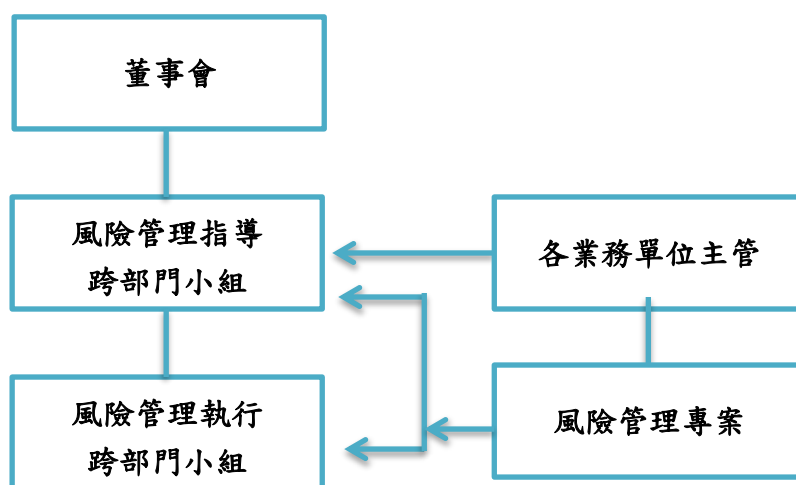 董事會
風險管理指導
跨部門小組
各業務單位主管
風險管理執行
跨部門小組
風險管理專案